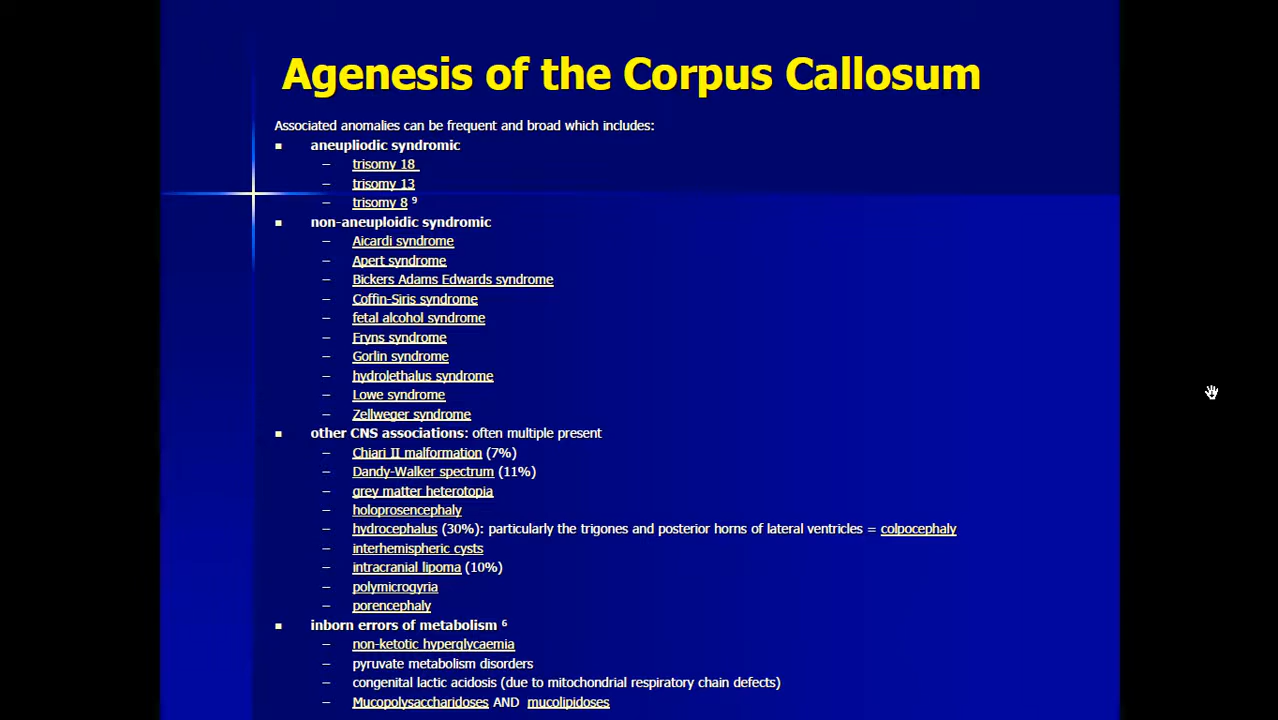 Agenesis of the Corpus Callosum
Associated anomalies can be frequent and broad which includes:
■ aneupliodic syndromic
– trisomy 18
– trisomy 13
– trisomy 8 ⁹
■ non-aneuploidic syndromic
– Aicardi syndrome
– Apert syndrome
– Bickers Adams Edwards syndrome
– Coffin-Siris syndrome
– fetal alcohol syndrome
– Fryns syndrome
– Gorlin syndrome
– hydrolethalus syndrome
– Lowe syndrome
– Zellweger syndrome
■ other CNS associations: often multiple present
– Chiari II malformation (7%)
– Dandy-Walker spectrum (11%)
– grey matter heterotopia
– holoprosencephaly
– hydrocephalus (30%): particularly the trigones and posterior horns of lateral ventricles = colpocephaly
– interhemispheric cysts
– intracranial lipoma (10%)
– polymicrogyria
– porencephaly
■ inborn errors of metabolism ⁶
– non-ketotic hyperglycaemia
– pyruvate metabolism disorders
– congenital lactic acidosis (due to mitochondrial respiratory chain defects)
– Mucopolysaccharidoses AND mucolipidoses